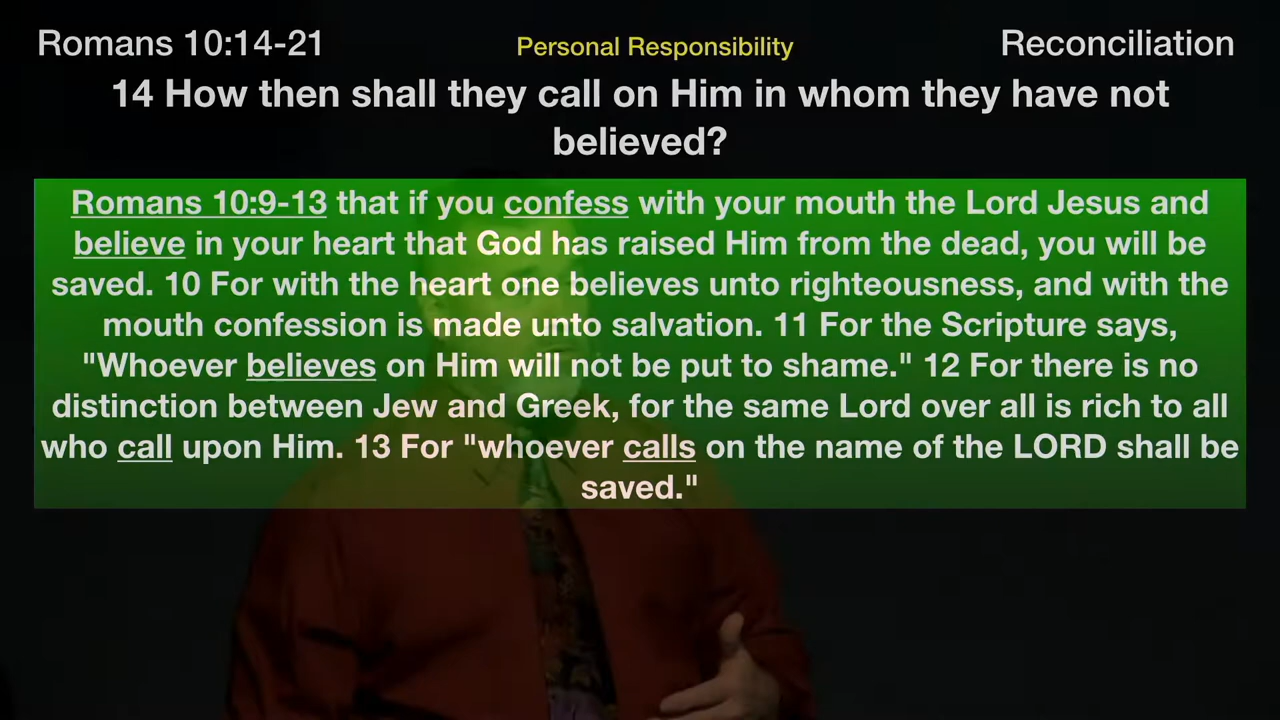 Romans 10:14-21
Personal Responsibility
Reconciliation
14 How then shall they call on Him in whom they have not
believed?
Romans 10:9-13 that if you confess with your mouth the Lord Jesus and
believe in your heart that God has raised Him from the dead, you will be
saved. 10 For with the heart one believes unto righteousness, and with the
mouth confession is made unto salvation. 11 For the Scripture says,
"Whoever believes on Him will not be put to shame." 12 For there is no
distinction between Jew and Greek, for the same Lord over all is rich to all
who call upon Him. 13 For "whoever calls on the name of the LORD shall be
saved."